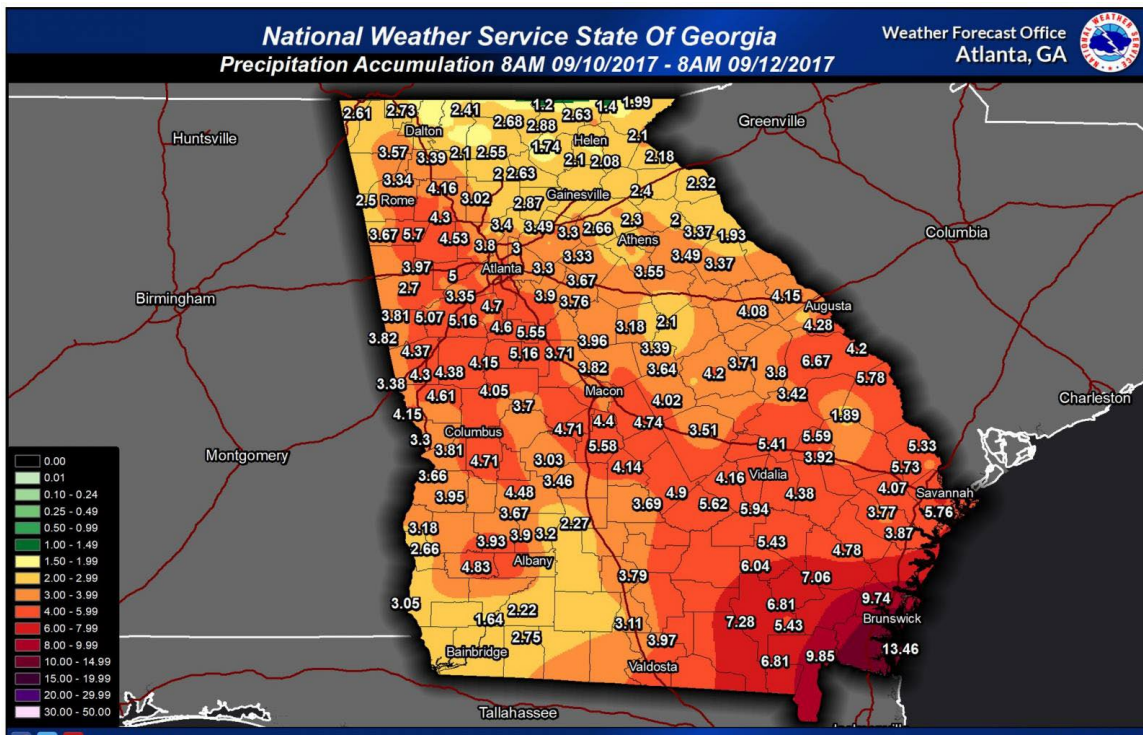 National Weather Service State Of Georgia
Precipitation Accumulation 8AM 09/10/2017 - 8AM 09/12/2017
Weather Forecast Office
Atlanta, GA
NATIONAL WEATHER SERVICE
2.61 2.73 2.41 1.2 1.4 1.99
2.68 2.88 2.63
Huntsville Dalton Helen Greenville
2.1
3.57 3.39 2.1 2.55 1.74 2.1 2.08 2.18
3.34 4.16 2 2.63 2.32
2.5 Rome 3.02 2.87 Gainesville 2.4
4.3 3.4 3.49 3.3 2.66 2.3 2
3.67 5.7 4.53 3.8 3 Athens 3.37 1.93
Columbia
3.97 5 Atlanta 3.3 3.33 3.55 3.49 3.37
2.7 3.35 3.67
Birmingham 4.7 3.9 3.76 4.15
4.08 Augusta
3.81 5.07 5.16 4.6 5.55 3.18 2.1 4.28
3.82 3.96
4.37 4.15 5.16 3.71 3.39 4.2
3.38 4.3 4.38 3.82 3.64 4.2 3.71 3.8 6.67 5.78
4.61 4.05 Macon 3.42
Charleston
4.15 3.7 4.02 1.89
3.3 Columbus 4.71 4.4 4.74 3.51
3.81 5.58 5.41 5.59 5.33
Montgomery 4.71 3.03 4.14 3.92 5.73
3.66 3.46 4.16 Vidalia 4.07
3.95 4.48 3.69 4.9 5.62 5.94 4.38 Savannah
3.67 2.27 3.77 5.76
3.18 3.93 3.9 3.2 5.43 3.87
2.66 Albany 4.78
4.83 3.79 6.04 7.06
3.05 2.22 6.81 9.74
1.64 3.11 7.28 5.43 Brunswick
2.75 3.97 13.46
Bainbridge Valdosta 6.81 9.85
Tallahassee
0.00
0.01
0.10 - 0.24
0.25 - 0.49
0.50 - 0.99
1.00 - 1.49
1.50 - 1.99
2.00 - 2.99
3.00 - 3.99
4.00 - 5.99
6.00 - 7.99
8.00 - 9.99
10.00 - 14.99
15.00 - 19.99
20.00 - 29.99
30.00 - 50.00